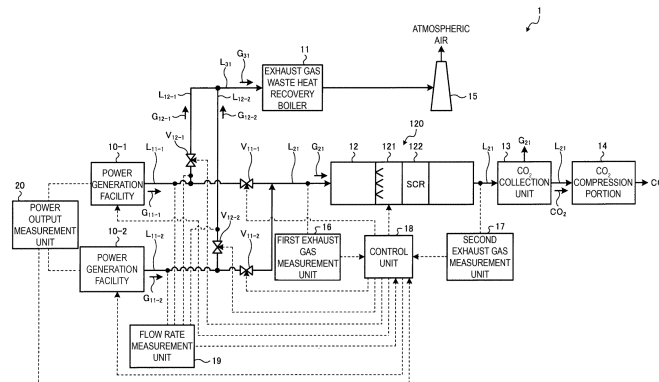 1
ATMOSPHERIC
AIR
G31
L31
11
EXHAUST GAS
WASTE HEAT
RECOVERY
BOILER
15
L12-1
L12-2
G12-1
G12-2
V12-1
120
10-1
L11-1
V11-1
L21
G21
12
121
122
SCR
L21
13
G21
L21
14
POWER
GENERATION
FACILITY
CO2
COLLECTION
UNIT
CO2
COMPRESSION
PORTION
CO2
20
POWER
OUTPUT
MEASUREMENT
UNIT
G11-1
10-2
L11-2
V12-2
V11-2
16
18
17
POWER
GENERATION
FACILITY
FIRST EXHAUST
GAS
MEASUREMENT
UNIT
CONTROL
UNIT
SECOND
EXHAUST GAS
MEASUREMENT
UNIT
G11-2
FLOW RATE
MEASUREMENT
UNIT
19